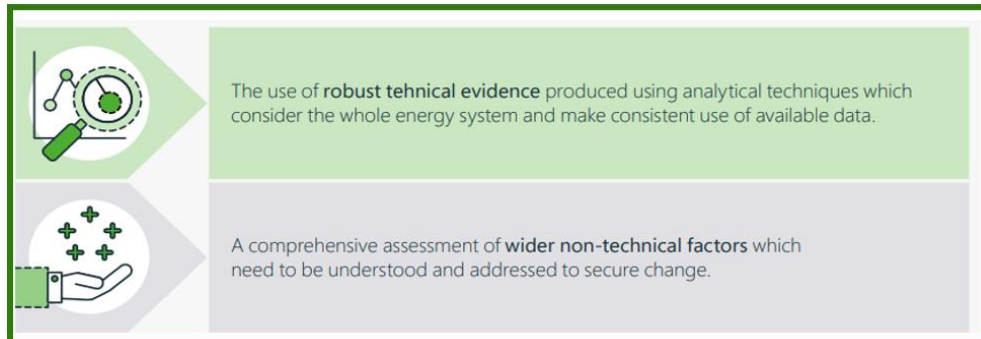 The use of robust tehnical evidence produced using analytical techniques which
consider the whole energy system and make consistent use of available data.
A comprehensive assessment of wider non-technical factors which
need to be understood and addressed to secure change.